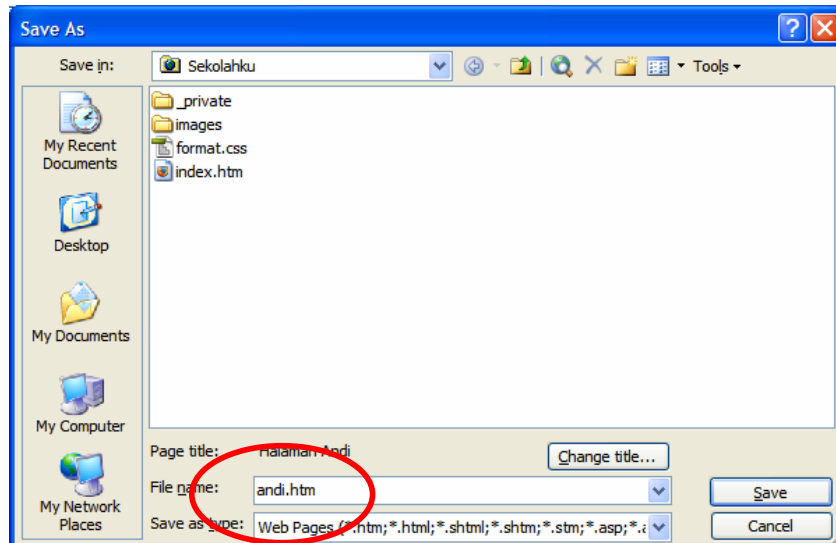 Save As
Save in:
Sekolahku
Tools
_private
images
format.css
index.htm
My Recent
Documents
Desktop
My Documents
My Computer
My Network
Places
Page title:
Halaman Andi
Change title...
File name:
andi.htm
Save
Save as type:
Web Pages (*.htm;*.html;*.shtml;*.shtm;*.stm;*.asp;*.a
Cancel